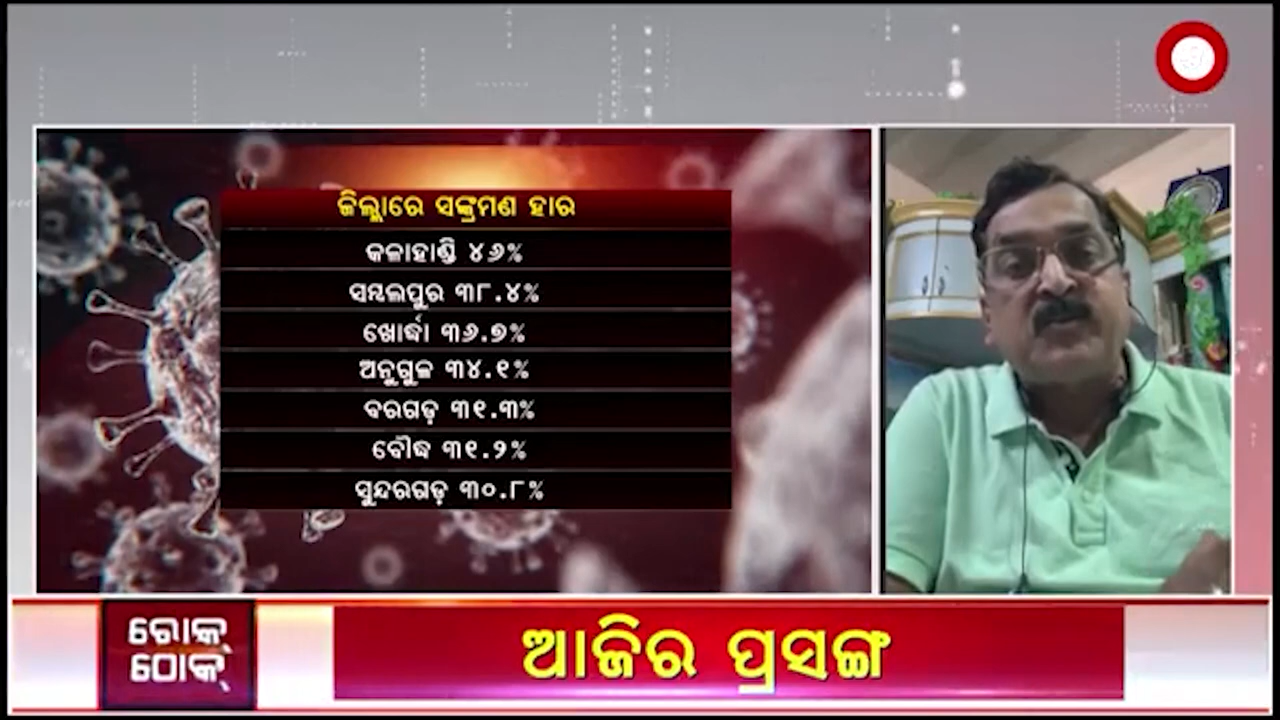 ଜିଲ୍ଲାରେ ସଙ୍କ୍ରମଣ ହାର
କଳାହାଣ୍ଡି ୪୬%
ସମ୍ବଲପୁର ୩୮.୪%
ଖୋର୍ଦ୍ଧା ୩୬.୭%
ଅନୁଗୁଳ ୩୪.୧%
ବରଗଡ଼ ୩୧.୩%
ବୌଦ୍ଧ ୩୧.୨%
ସୁନ୍ଦରଗଡ଼ ୩୦.୮%
ରୋକ୍
ଠୋକ୍
ଆଜିର ପ୍ରସଙ୍ଗ